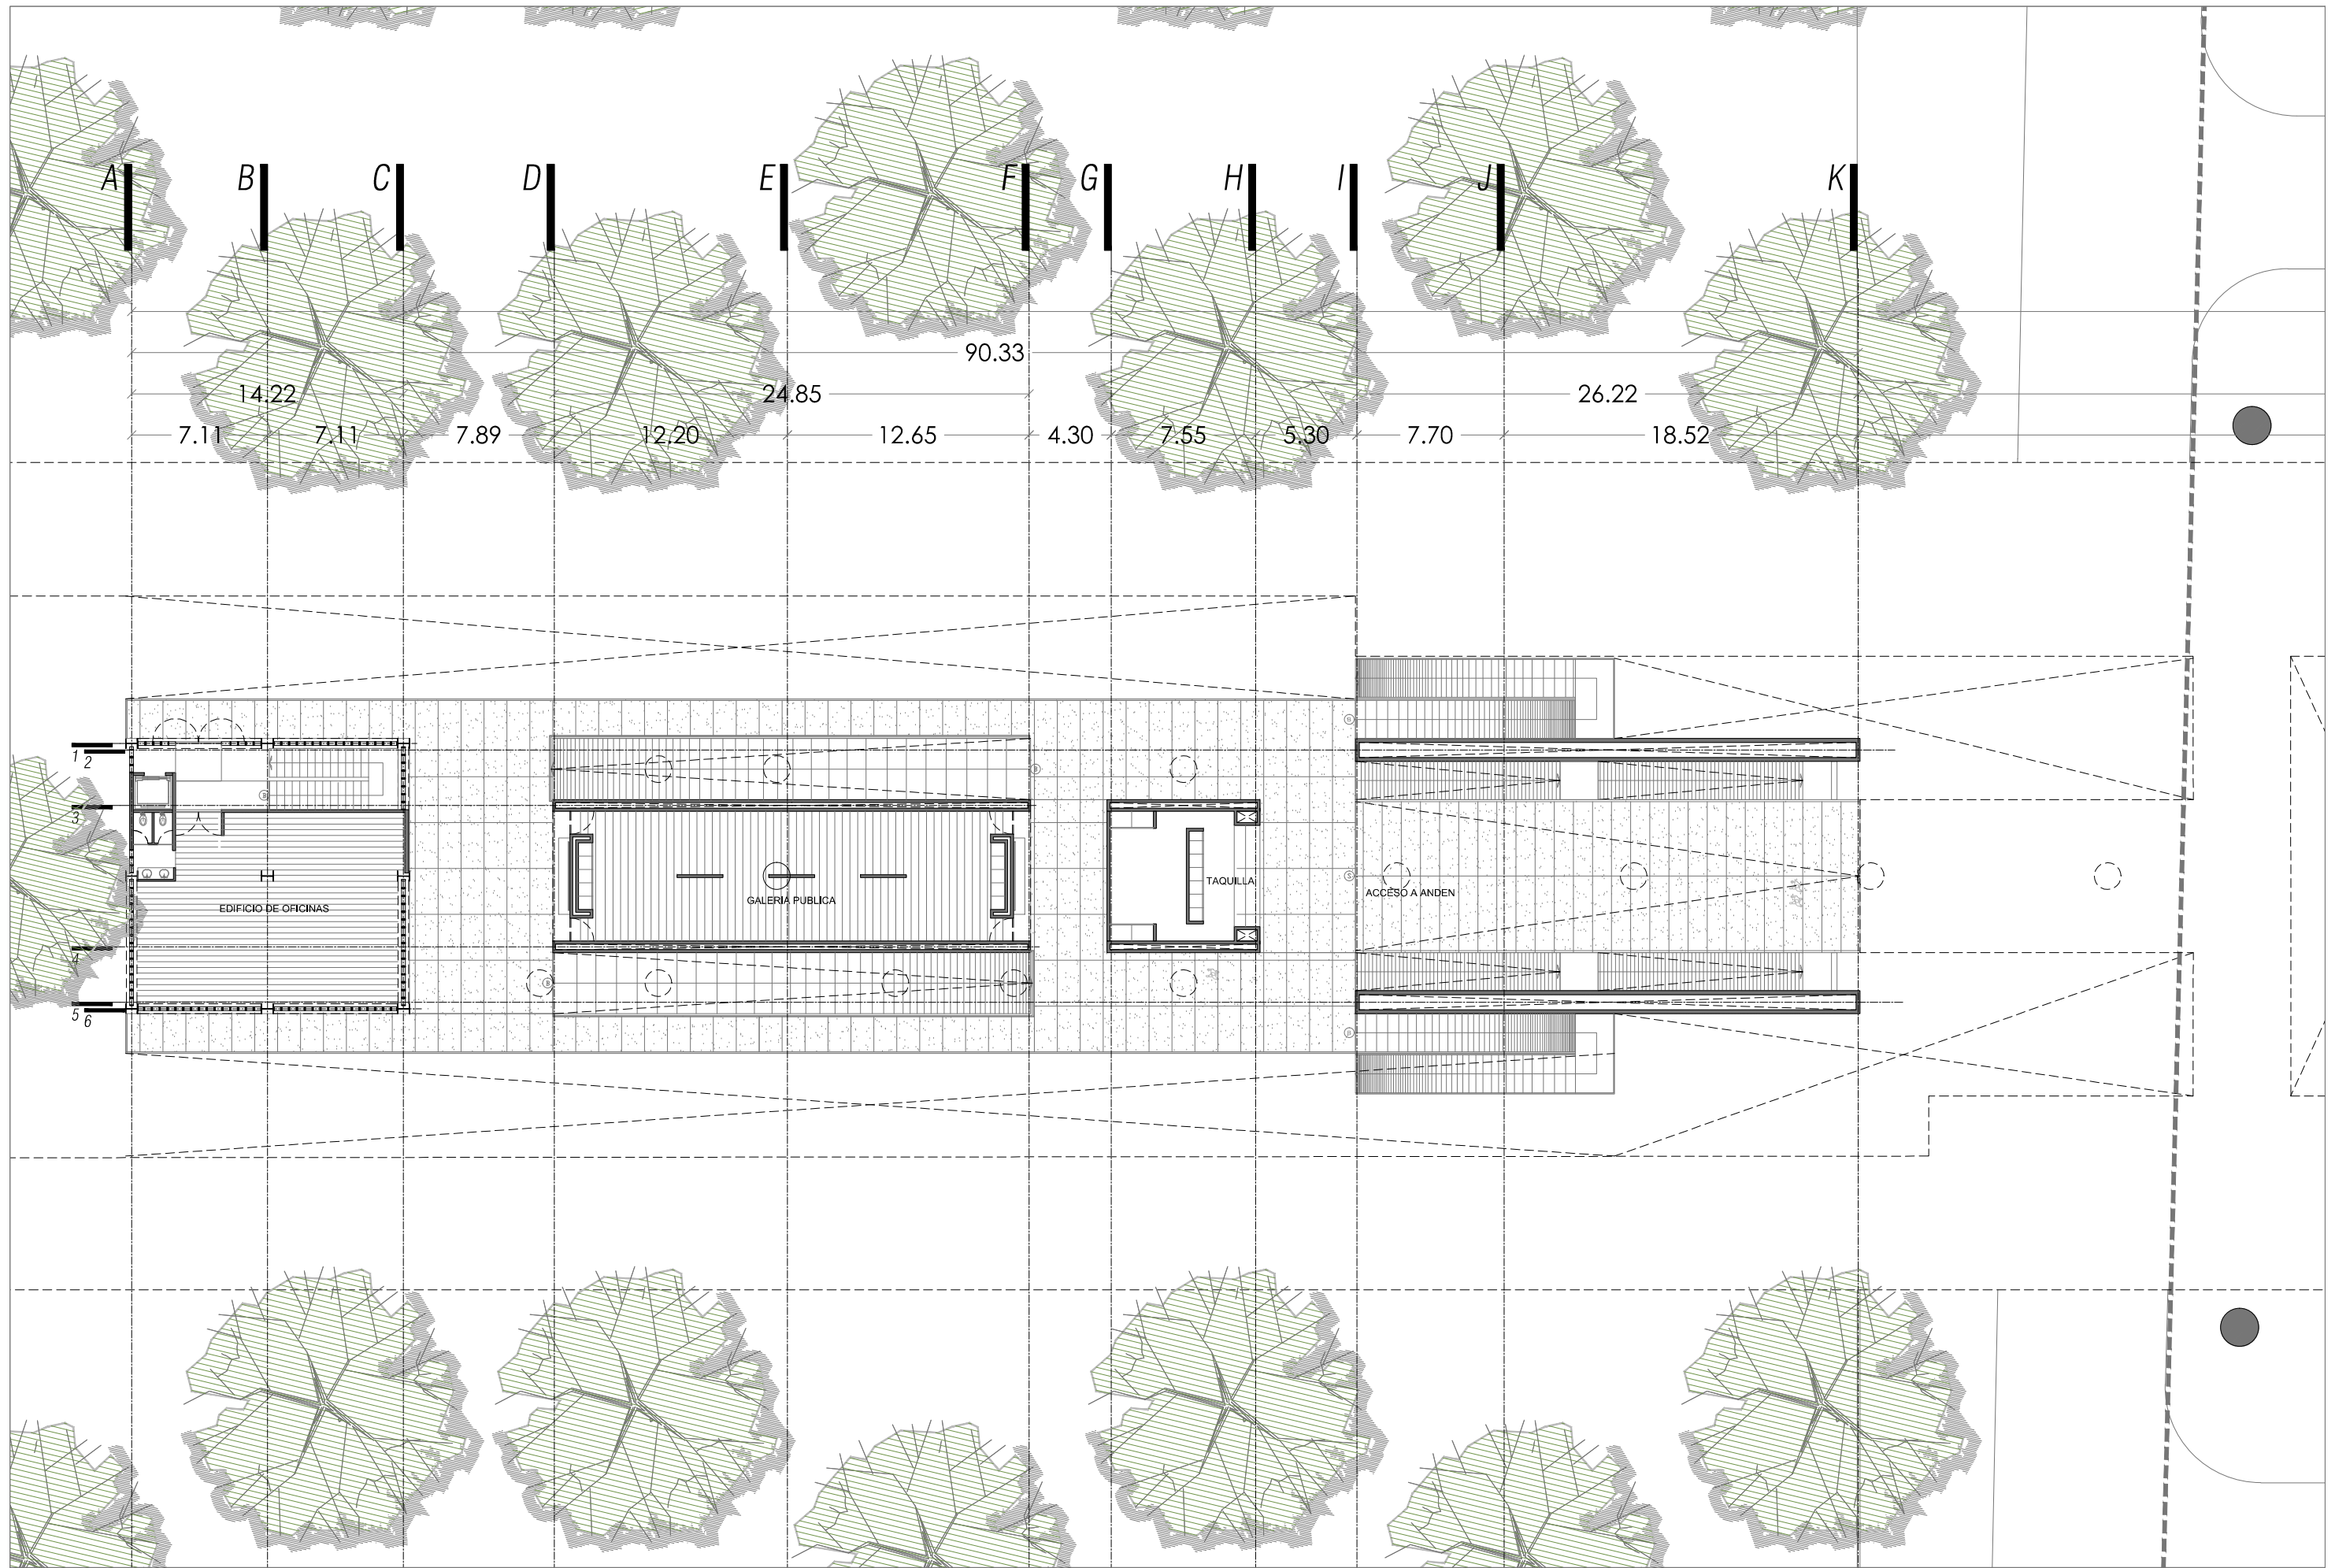 A B C D E F G H I J K
90.33
14.22 24.85 26.22
7.11 7.11 7.89 12.20 12.65 4.30 7.55 5.30 7.70 18.52
B
1 2
B
B
3
S
TAQUILLA
ACCESO A ANDEN
GALERIA PUBLICA
EDIFICIO DE OFICINAS
4
B
5 6
B